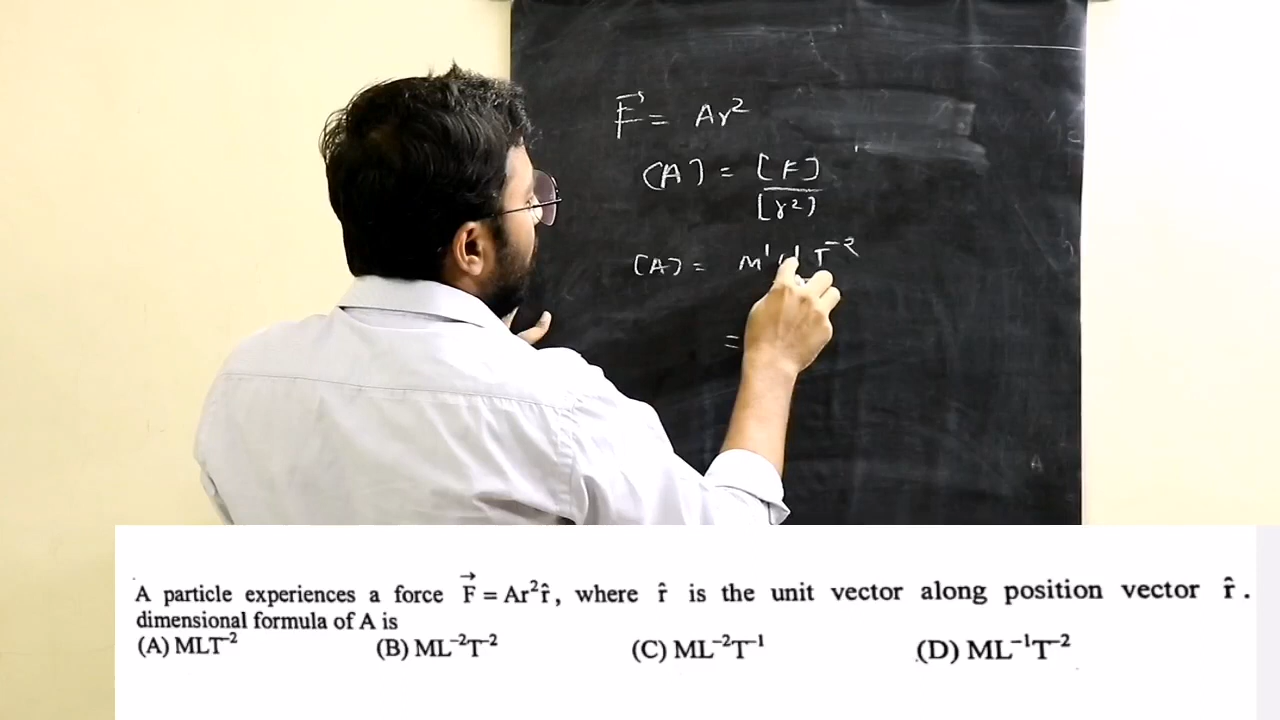 F⃗ = Ar²
[A] = [F]
[r²]
[A] = M¹ T⁻²
=
A particle experiences a force F⃗ = Ar²r̂, where r̂ is the unit vector along position vector r̂.
dimensional formula of A is
(A) MLT⁻² (B) ML⁻²T⁻² (C) ML⁻²T⁻¹ (D) ML⁻¹T⁻²